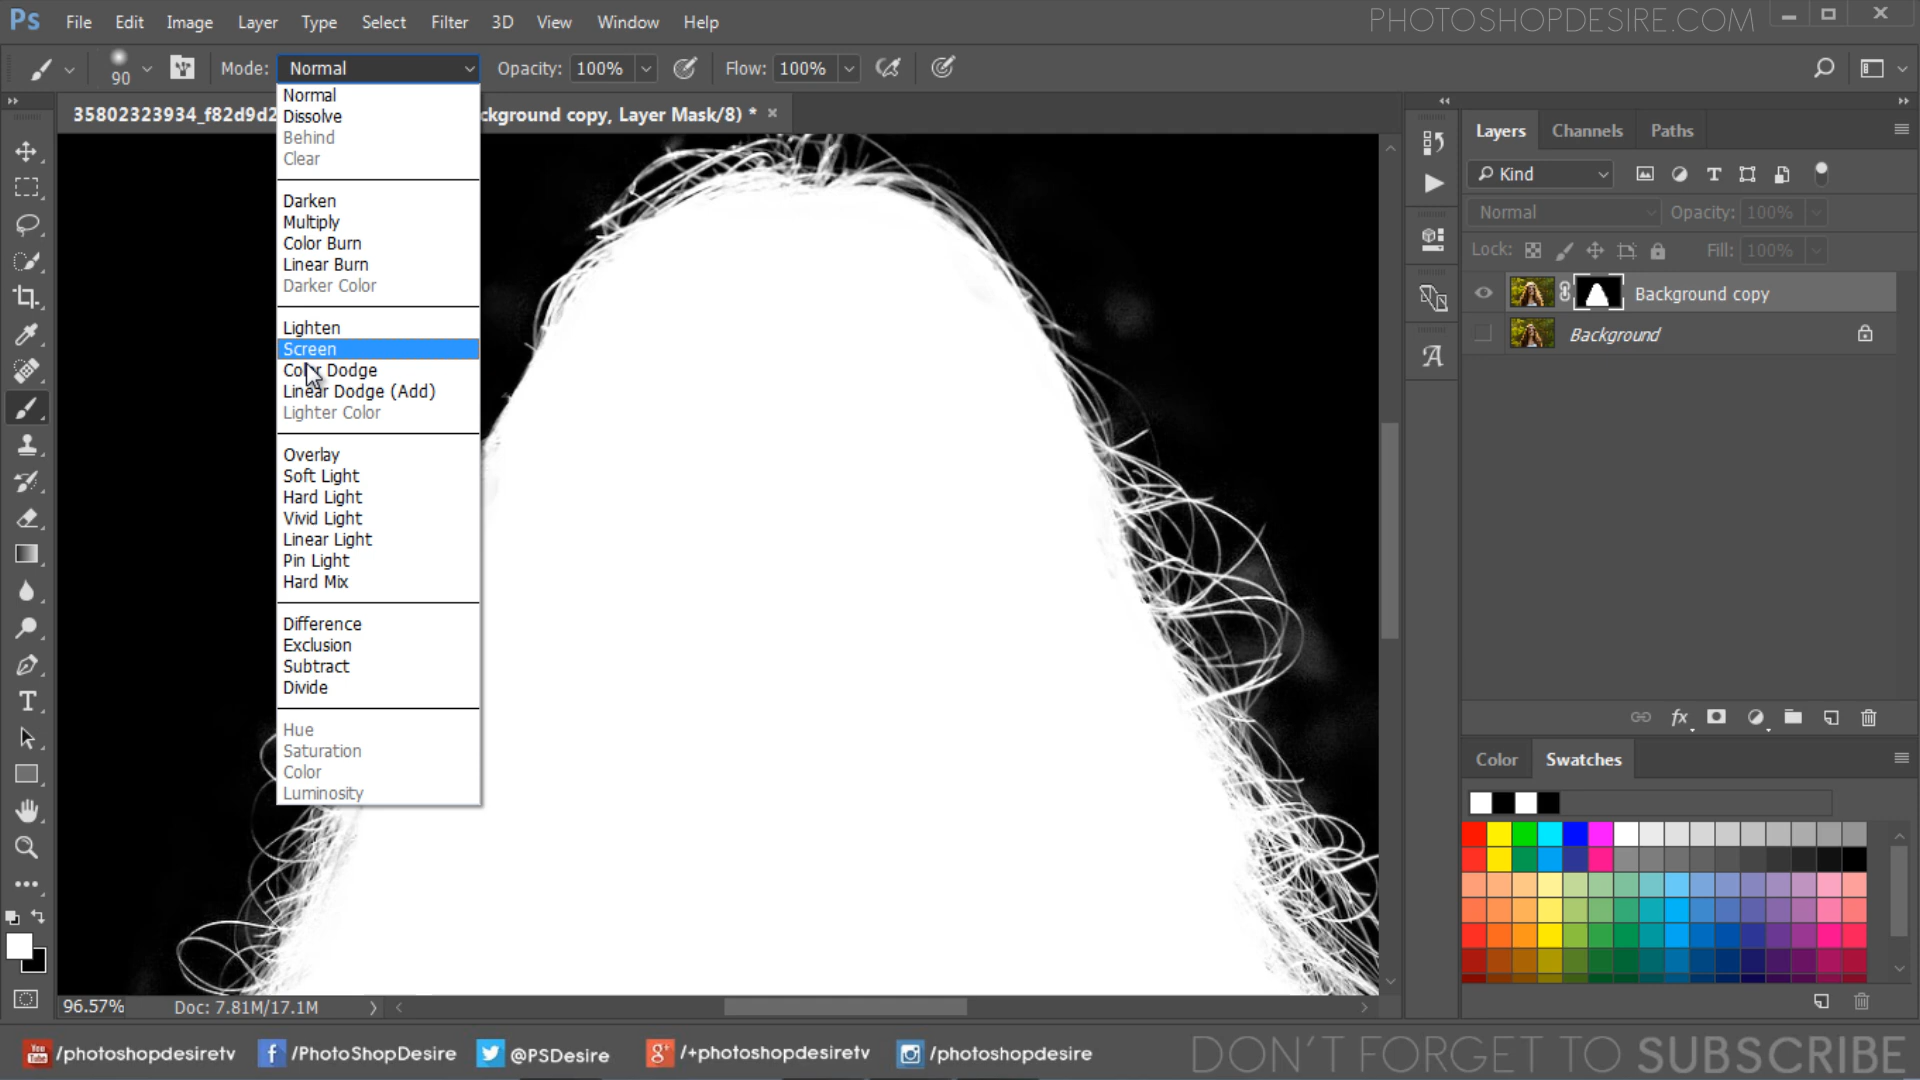 Ps File Edit Image Layer Type Select Filter 3D View Window Help PHOTOSHOPDESIRE.COM
90 Mode: Normal Opacity: 100% Flow: 100%
35802323934_f82d9d2 ckground copy, Layer Mask/8) * ×
Normal
Dissolve
Behind
Clear
Darken
Multiply
Color Burn
Linear Burn
Darker Color
Lighten
Screen
Color Dodge
Linear Dodge (Add)
Lighter Color
Overlay
Soft Light
Hard Light
Vivid Light
Linear Light
Pin Light
Hard Mix
Difference
Exclusion
Subtract
Divide
Hue
Saturation
Color
Luminosity
Layers Channels Paths
Kind
Normal Opacity: 100%
Lock: Fill: 100%
Background copy
Background
fx
Color Swatches
96.57% Doc: 7.81M/17.1M
You Tube /photoshopdesiretv f /PhotoShopDesire @PSDesire g+ /+photoshopdesiretv /photoshopdesire DON'T FORGET TO SUBSCRIBE